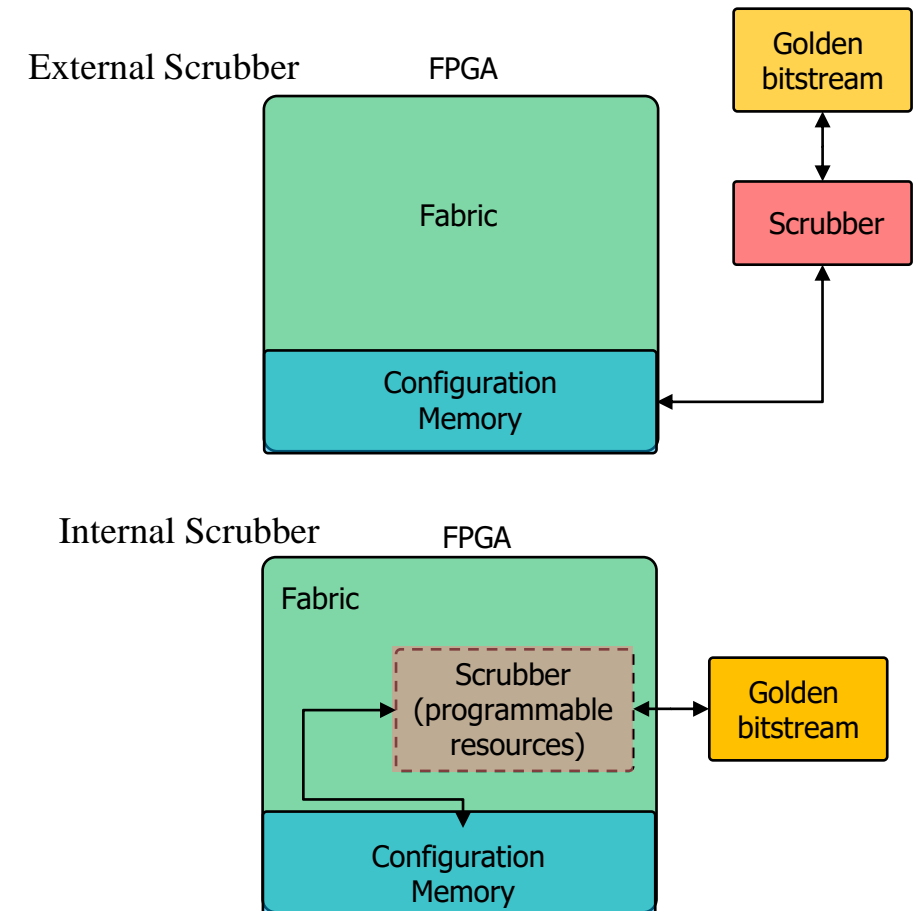 External Scrubber
FPGA
Golden
bitstream
Scrubber
Fabric
Configuration
Memory
Internal Scrubber
FPGA
Fabric
Scrubber
(programmable
resources)
Golden
bitstream
Configuration
Memory